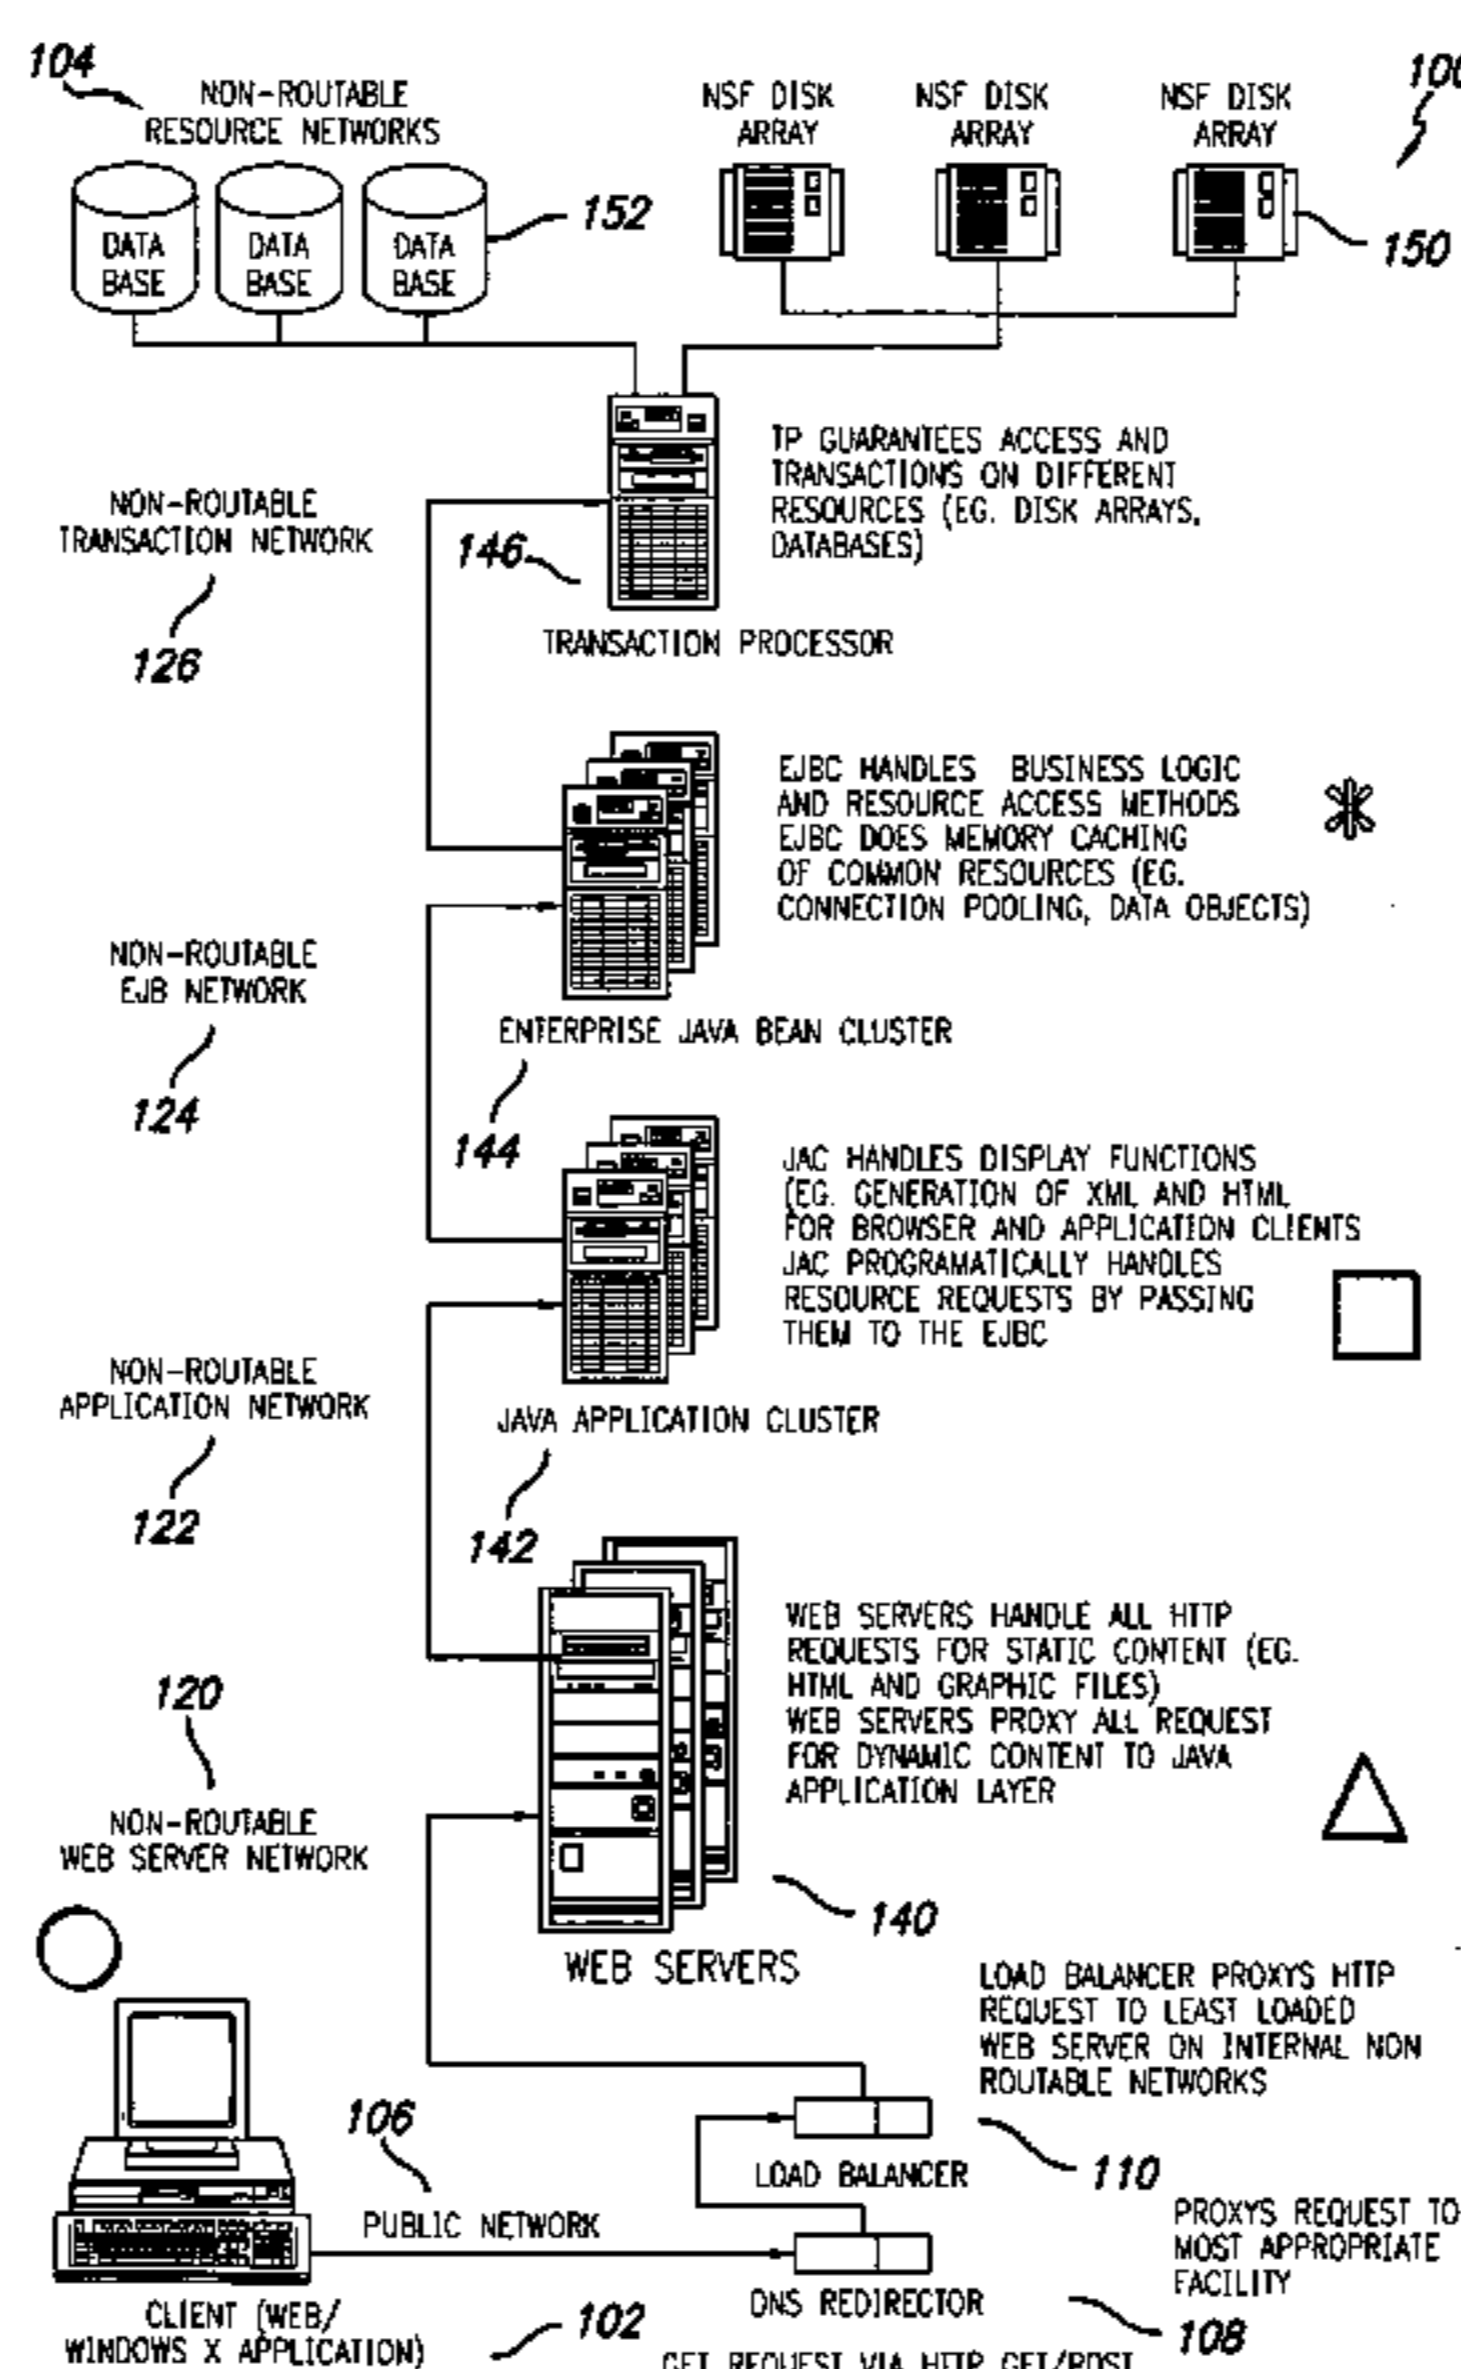 104
NON-ROUTABLE
RESOURCE NETWORKS
NSF DISK
ARRAY
NSF DISK
ARRAY
NSF DISK
ARRAY
DATA
BASE
DATA
BASE
DATA
BASE
152
150
TP GUARANTEES ACCESS AND
TRANSACTIONS ON DIFFERENT
RESOURCES (EG. DISK ARRAYS,
DATABASES)
NON-ROUTABLE
TRANSACTION NETWORK
126
146
TRANSACTION PROCESSOR
EJBC HANDLES BUSINESS LOGIC
AND RESOURCE ACCESS METHODS
EJBC DOES MEMORY CACHING
OF COMMON RESOURCES (EG.
CONNECTION POOLING, DATA OBJECTS)
NON-ROUTABLE
EJB NETWORK
124
ENTERPRISE JAVA BEAN CLUSTER
144
JAC HANDLES DISPLAY FUNCTIONS
(EG. GENERATION OF XML AND HTML
FOR BROWSER AND APPLICATION CLIENTS
JAC PROGRAMATICALLY HANDLES
RESOURCE REQUESTS BY PASSING
THEM TO THE EJBC
NON-ROUTABLE
APPLICATION NETWORK
122
JAVA APPLICATION CLUSTER
142
WEB SERVERS HANDLE ALL HTTP
REQUESTS FOR STATIC CONTENT (EG.
HTML AND GRAPHIC FILES)
WEB SERVERS PROXY ALL REQUEST
FOR DYNAMIC CONTENT TO JAVA
APPLICATION LAYER
120
NON-ROUTABLE
WEB SERVER NETWORK
140
WEB SERVERS
LOAD BALANCER PROXYS HTTP
REQUEST TO LEAST LOADED
WEB SERVER ON INTERNAL NON
ROUTABLE NETWORKS
106
PUBLIC NETWORK
LOAD BALANCER
110
PROXYS REQUEST TO
MOST APPROPRIATE
FACILITY
DNS REDIRECTOR
108
CLIENT (WEB/
WINDOWS X APPLICATION)
102
GET REQUEST VIA HTTP GET/POST